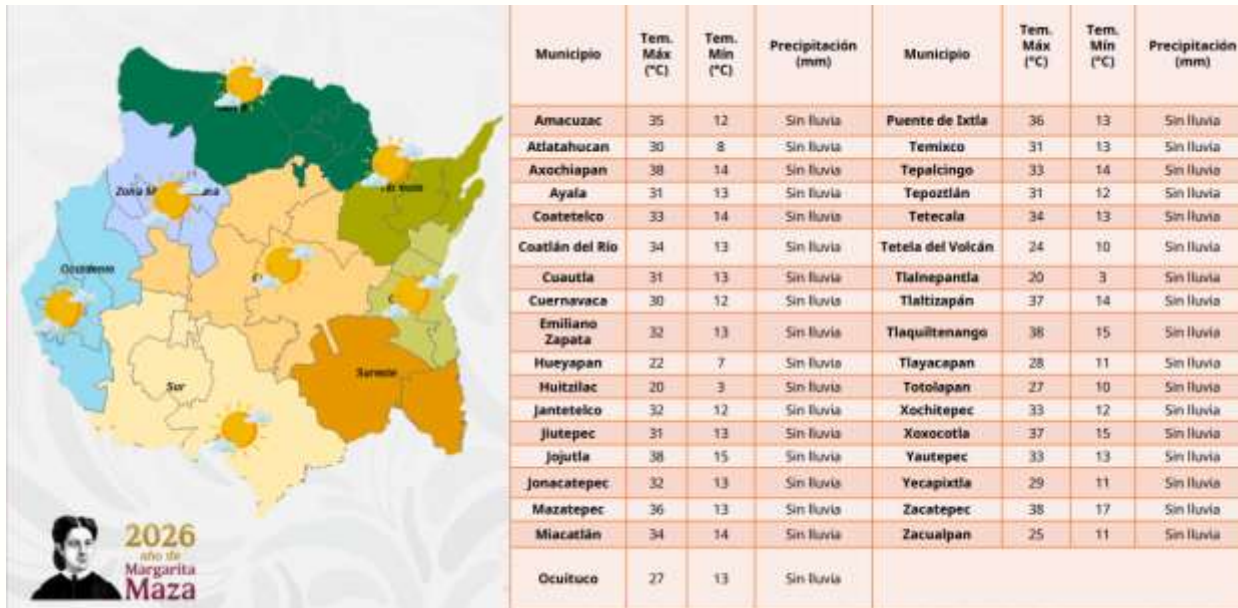 Occidente
Sur
Sureste
2026
año de
Margarita
Maza
Municipio Tem. Máx (°C) Tem. Mín (°C) Precipitación (mm) Municipio Tem. Máx (°C) Tem. Mín (°C) Precipitación (mm)
Amacuzac 35 12 Sin lluvia Puente de Ixtla 36 13 Sin lluvia
Atlatahucan 30 8 Sin lluvia Temixco 31 13 Sin lluvia
Axochiapan 38 14 Sin lluvia Tepalcingo 33 14 Sin lluvia
Ayala 31 13 Sin lluvia Tepoztlán 31 12 Sin lluvia
Coatetelco 33 14 Sin lluvia Tetecala 34 13 Sin lluvia
Coatlán del Río 34 13 Sin lluvia Tetela del Volcán 24 10 Sin lluvia
Cuautla 31 13 Sin lluvia Tlalnepantla 20 3 Sin lluvia
Cuernavaca 30 12 Sin lluvia Tlaltizapán 37 14 Sin lluvia
Emiliano Zapata 32 13 Sin lluvia Tlaquiltenango 38 15 Sin lluvia
Hueyapan 22 7 Sin lluvia Tlayacapan 28 11 Sin lluvia
Huitzilac 20 3 Sin lluvia Totolapan 27 10 Sin lluvia
Jantetelco 32 12 Sin lluvia Xochitepec 33 12 Sin lluvia
Jiutepec 31 13 Sin lluvia Xoxocotla 37 15 Sin lluvia
Jojutla 38 15 Sin lluvia Yautepec 33 13 Sin lluvia
Jonacatepec 32 13 Sin lluvia Yecapixtla 29 11 Sin lluvia
Mazatepec 36 13 Sin lluvia Zacatepec 38 17 Sin lluvia
Miacatlán 34 14 Sin lluvia Zacualpan 25 11 Sin lluvia
Ocuituco 27 13 Sin lluvia